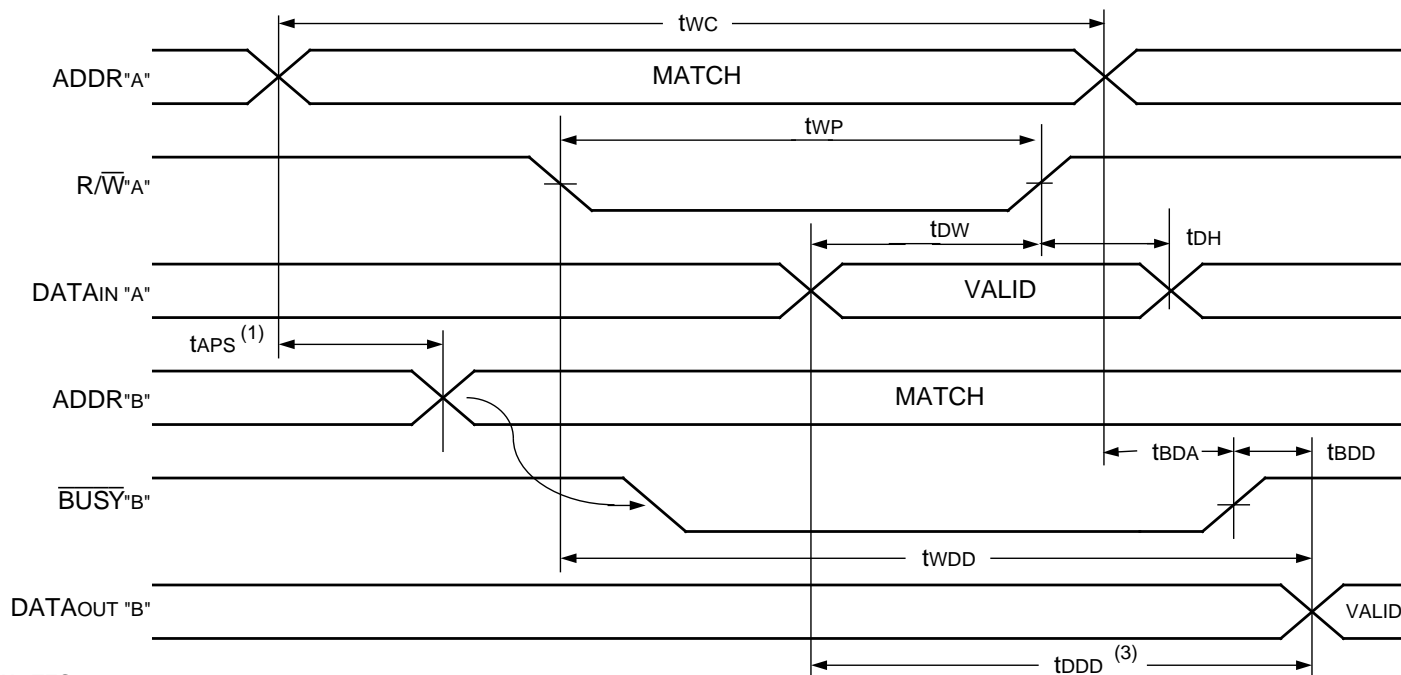 tWC
ADDR"A" MATCH
tWP
R/W̅"A"
tDW tDH
DATAIN "A" VALID
tAPS (1)
ADDR"B" MATCH
tBDA tBDD
B̅U̅S̅Y̅"B"
tWDD
DATAOUT "B" VALID
tDDD (3)